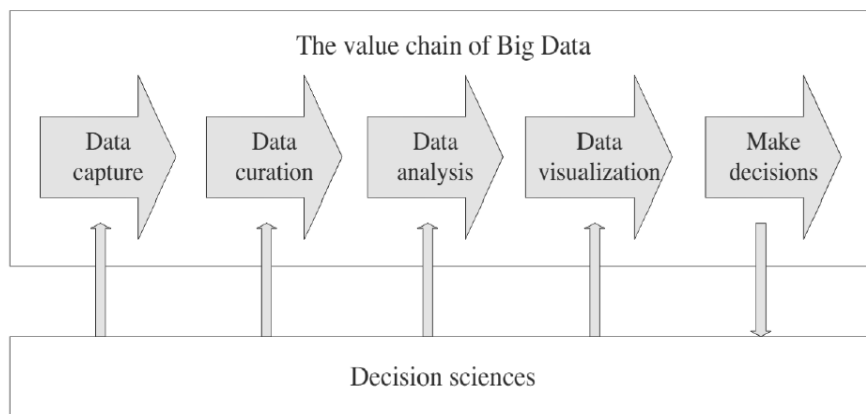 The value chain of Big Data
Data
capture
Data
curation
Data
analysis
Data
visualization
Make
decisions
Decision sciences